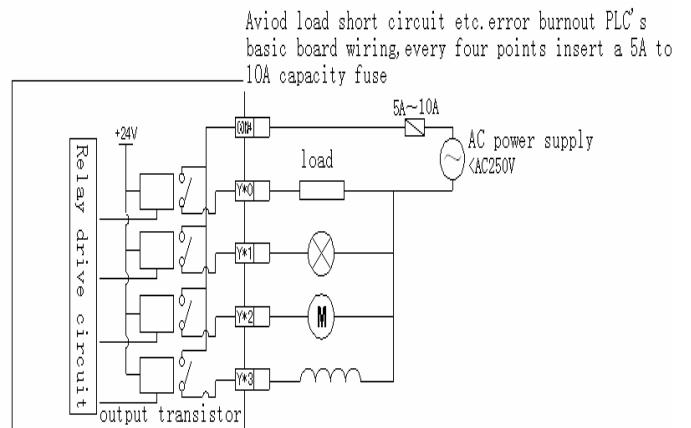 Aviod load short circuit etc.error burnout PLC's
basic board wiring,every four points insert a 5A to
10A capacity fuse
5A~10A
+24V
COM#
AC power supply
<AC250V
load
Y*0
Relay drive circuit
Y*1
M
Y*2
Y*3
output transistor